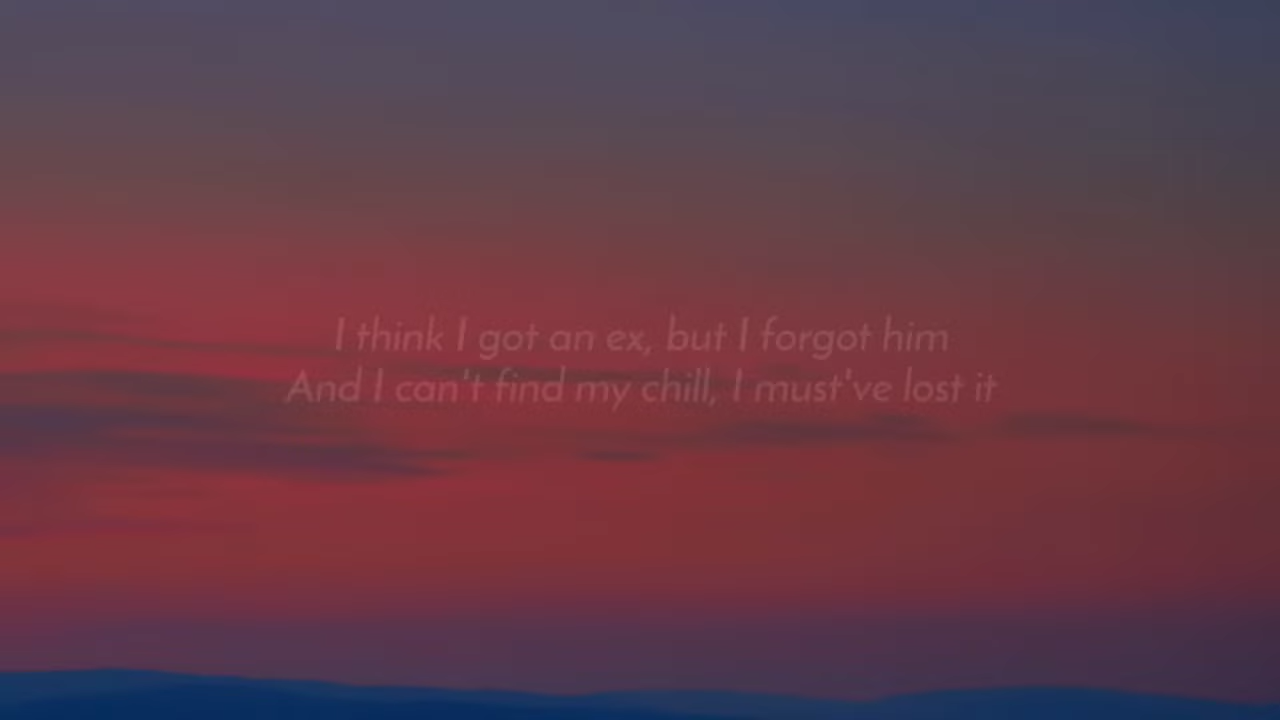 I think I got an ex, but I forgot him
And I can't find my chill, I must've lost it